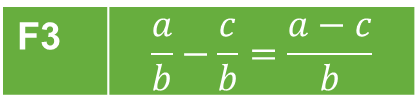 F3 a/b − c/b = (a − c)/b